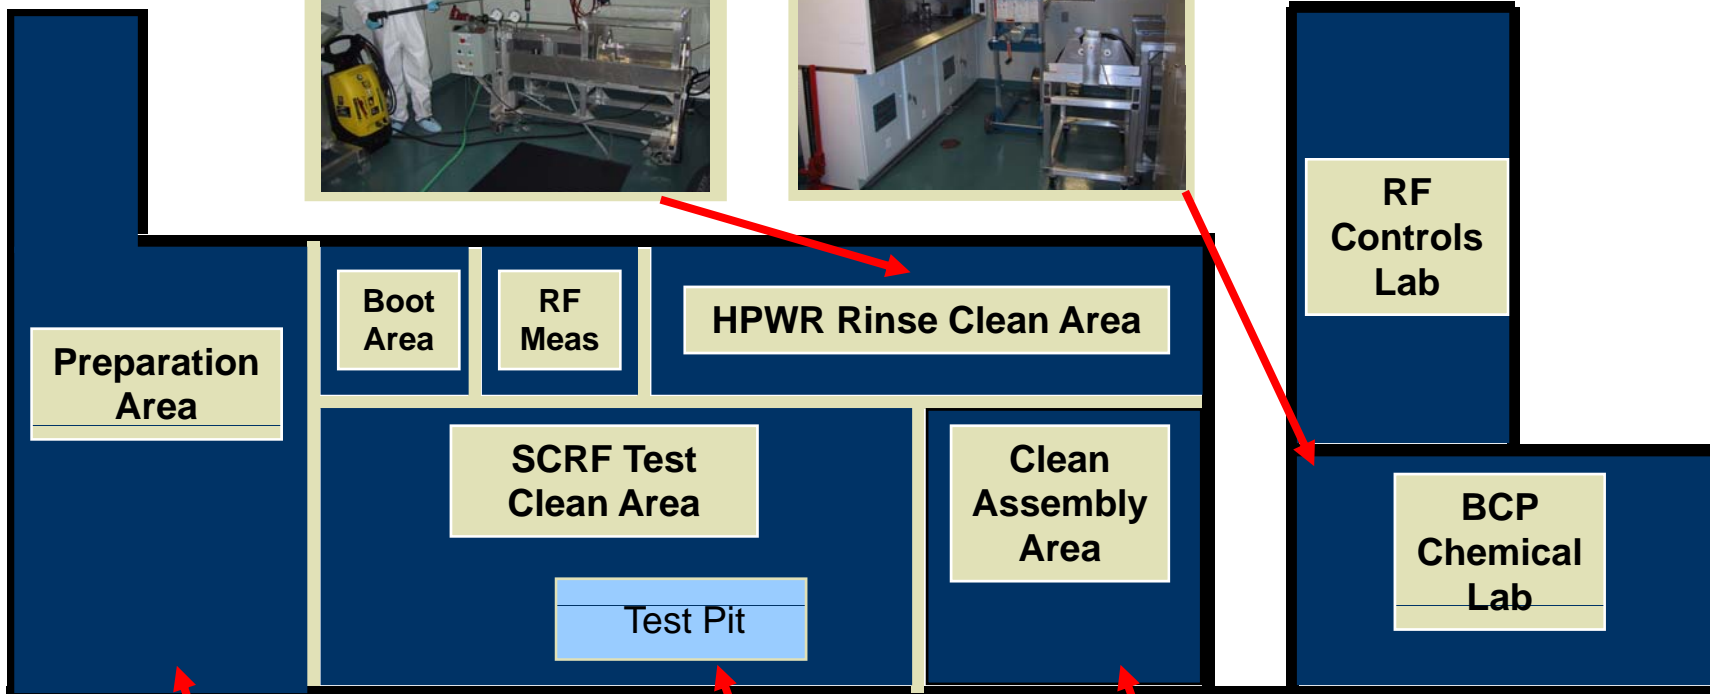 RF
Controls
Lab
Boot
Area
RF
Meas
HPWR Rinse Clean Area
Preparation
Area
SCRF Test
Clean Area
Clean
Assembly
Area
BCP
Chemical
Lab
Test Pit